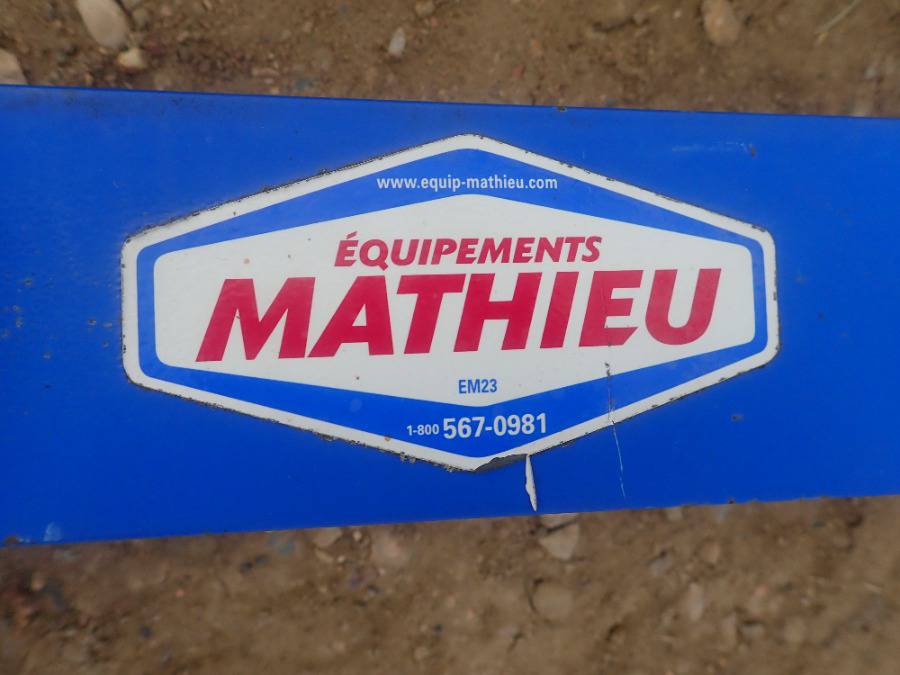 www.equip-mathieu.com
ÉQUIPEMENTS
MATHIEU
EM23
1-800 567-0981